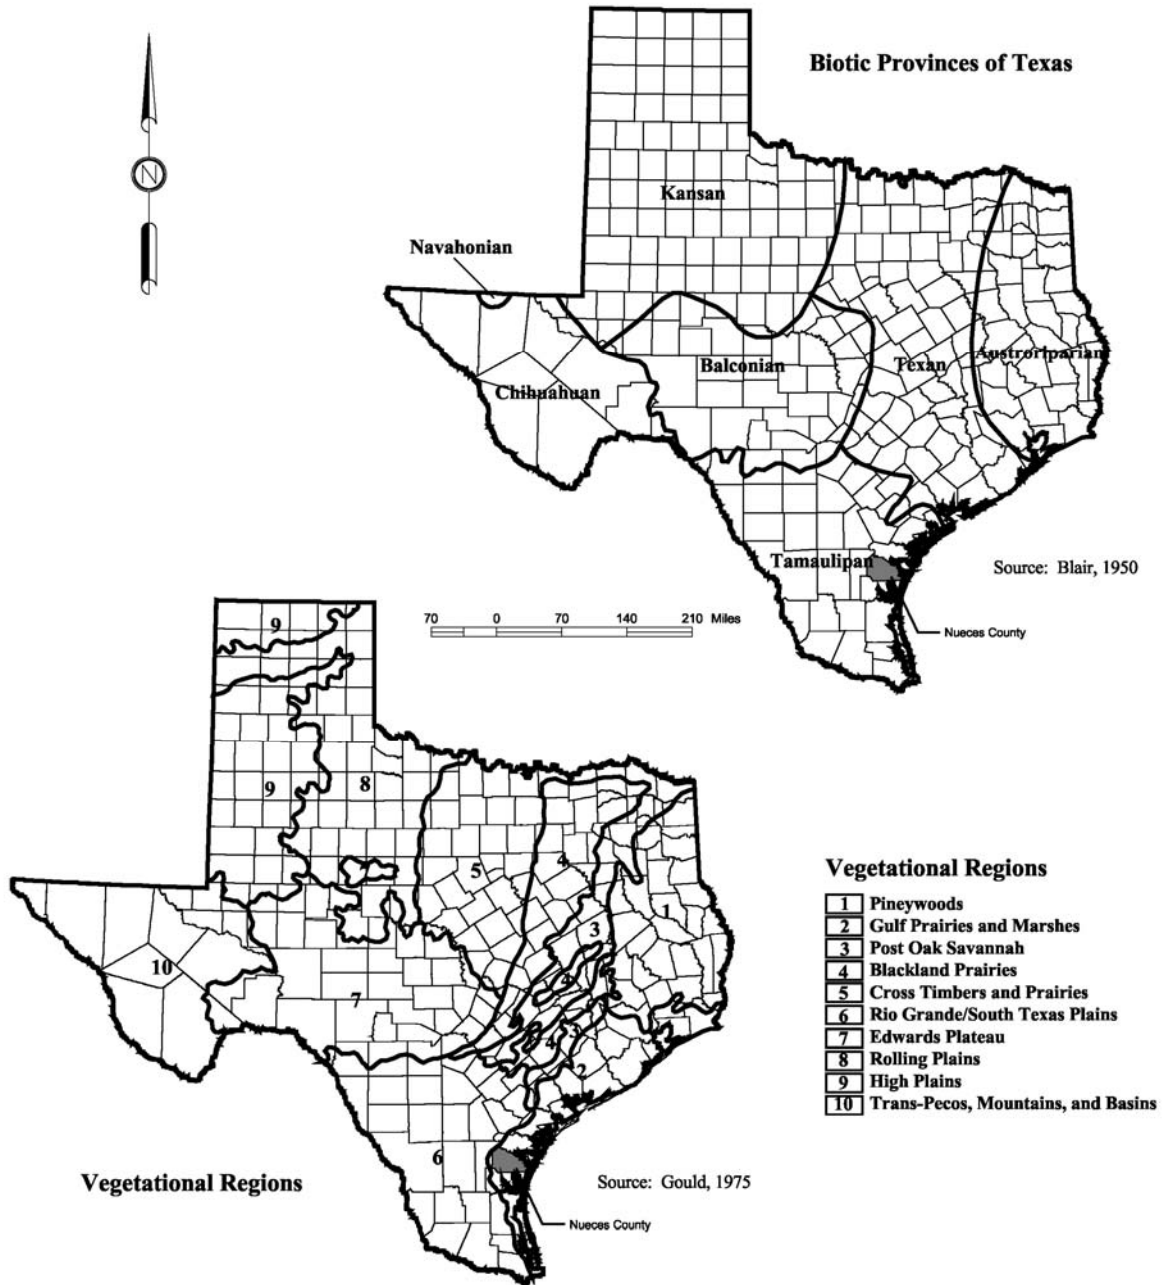 Biotic Provinces of Texas
N
Kansan
Navahonian
Balconian
Texan
Austroriparian
Chihuahuan
Tamaulipan
Source: Blair, 1950
Nueces County
70 0 70 140 210 Miles
9
9
8
5
4
1
3
10
7
4
4
3
2
6
Vegetational Regions
1 Pineywoods
2 Gulf Prairies and Marshes
3 Post Oak Savannah
4 Blackland Prairies
5 Cross Timbers and Prairies
6 Rio Grande/South Texas Plains
7 Edwards Plateau
8 Rolling Plains
9 High Plains
10 Trans-Pecos, Mountains, and Basins
Vegetational Regions
Source: Gould, 1975
Nueces County